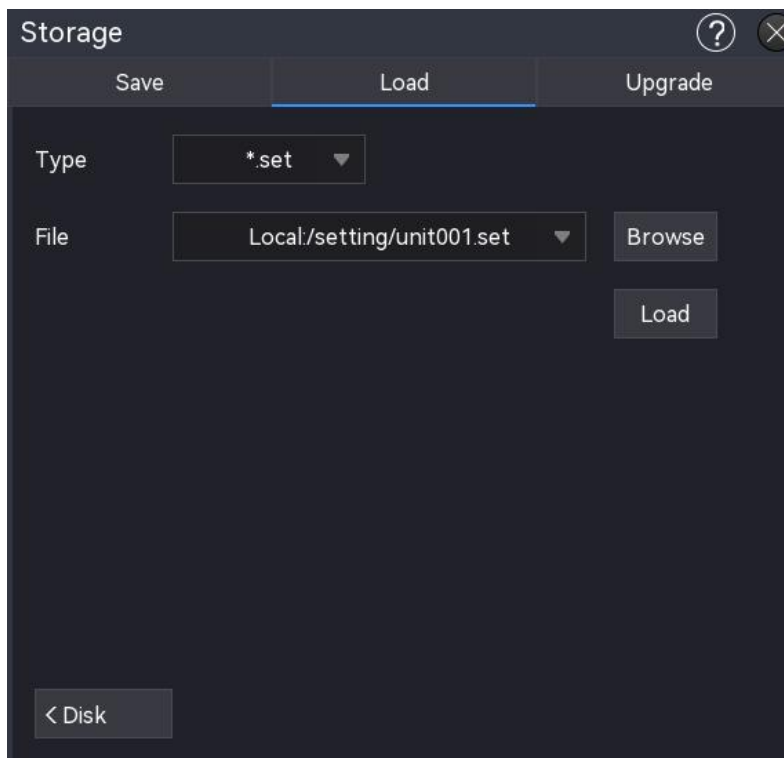 Storage ?
Save Load Upgrade
Type *.set
File Local:/setting/unit001.set Browse
Load
< Disk